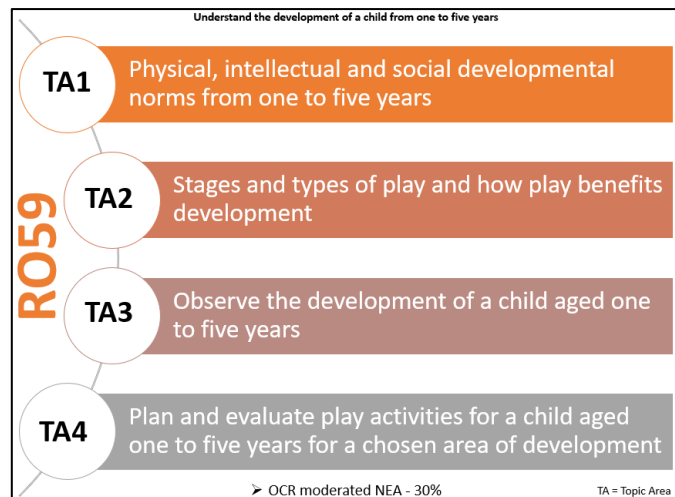 Understand the development of a child from one to five years
RO59
TA1
Physical, intellectual and social developmental
norms from one to five years
TA2
Stages and types of play and how play benefits
development
TA3
Observe the development of a child aged one
to five years
TA4
Plan and evaluate play activities for a child aged
one to five years for a chosen area of development
➢ OCR moderated NEA - 30%
TA = Topic Area